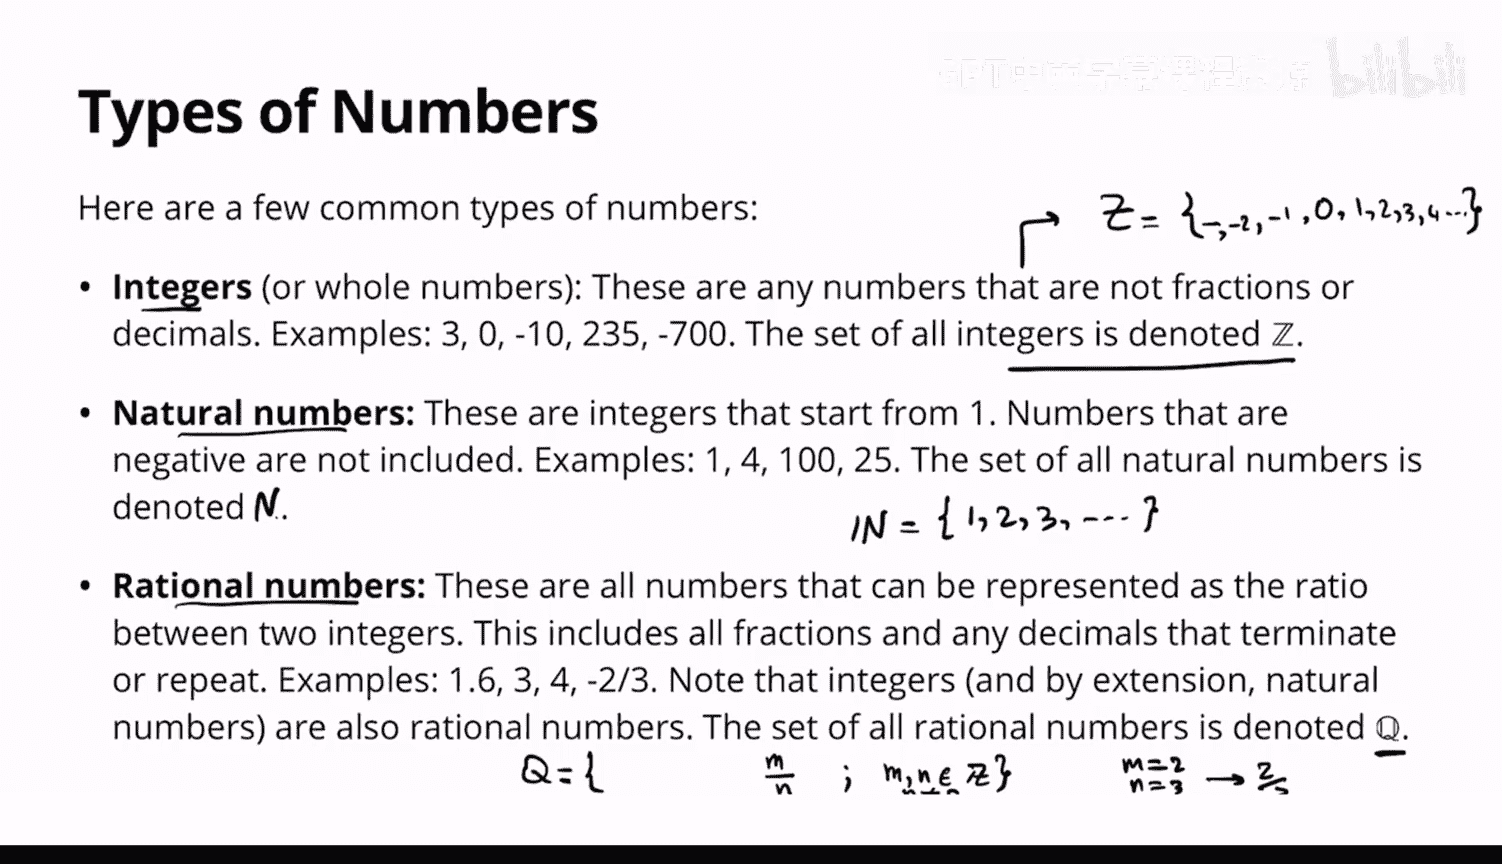 bilibili
Types of Numbers
Here are a few common types of numbers:
Z = {-,-2,-1,0,1,2,3,4...}
• Integers (or whole numbers): These are any numbers that are not fractions or
decimals. Examples: 3, 0, -10, 235, -700. The set of all integers is denoted ℤ.
• Natural numbers: These are integers that start from 1. Numbers that are
negative are not included. Examples: 1, 4, 100, 25. The set of all natural numbers is
denoted N.
IN = {1,2,3,----}
• Rational numbers: These are all numbers that can be represented as the ratio
between two integers. This includes all fractions and any decimals that terminate
or repeat. Examples: 1.6, 3, 4, -2/3. Note that integers (and by extension, natural
numbers) are also rational numbers. The set of all rational numbers is denoted ℚ.
Q = { m/n ; m,n ∈ Z} m=2 n=3 →